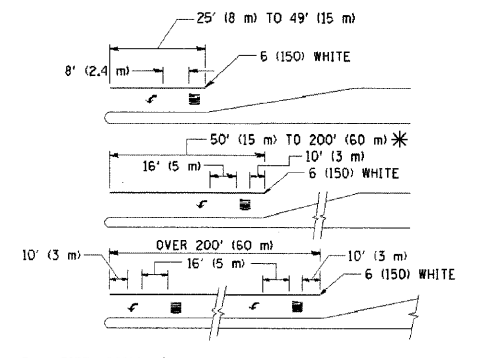 25' (8 m) TO 49' (15 m)
6 (150) WHITE
8' (2.4 m)
50' (15 m) TO 200' (60 m) *
16' (5 m)
10' (3 m)
6 (150) WHITE
OVER 200' (60 m)
10' (3 m)
16' (5 m)
10' (3 m)
6 (150) WHITE